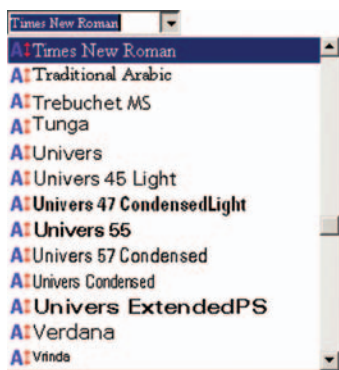 Times New Roman
Times New Roman
Traditional Arabic
Trebuchet MS
Tunga
Univers
Univers 45 Light
Univers 47 CondensedLight
Univers 55
Univers 57 Condensed
Univers Condensed
Univers ExtendedPS
Verdana
Vrinda